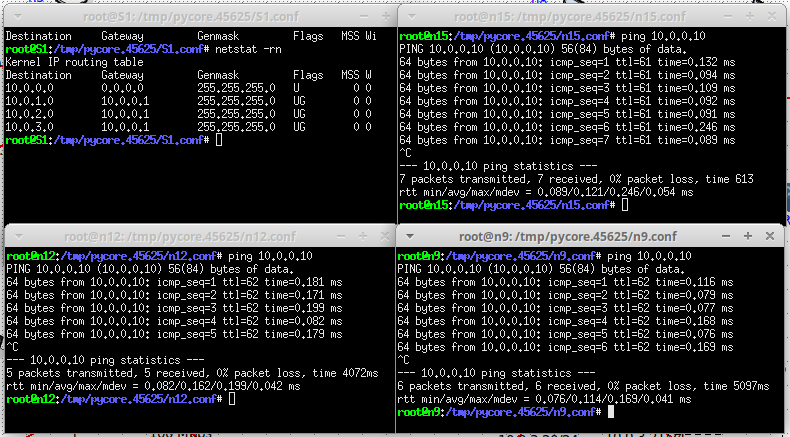 root@S1: /tmp/pycore.45625/S1.conf
Destination Gateway Genmask Flags MSS Wi
root@S1:/tmp/pycore.45625/S1.conf# netstat -rn
Kernel IP routing table
Destination Gateway Genmask Flags MSS W
10.0.0.0 0.0.0.0 255.255.255.0 U 0 0
10.0.1.0 10.0.0.1 255.255.255.0 UG 0 0
10.0.2.0 10.0.0.1 255.255.255.0 UG 0 0
10.0.3.0 10.0.0.1 255.255.255.0 UG 0 0
root@S1:/tmp/pycore.45625/S1.conf#
root@n15: /tmp/pycore.45625/n15.conf
root@n15:/tmp/pycore.45625/n15.conf# ping 10.0.0.10
PING 10.0.0.10 (10.0.0.10) 56(84) bytes of data.
64 bytes from 10.0.0.10: icmp_seq=1 ttl=61 time=0.132 ms
64 bytes from 10.0.0.10: icmp_seq=2 ttl=61 time=0.094 ms
64 bytes from 10.0.0.10: icmp_seq=3 ttl=61 time=0.109 ms
64 bytes from 10.0.0.10: icmp_seq=4 ttl=61 time=0.092 ms
64 bytes from 10.0.0.10: icmp_seq=5 ttl=61 time=0.091 ms
64 bytes from 10.0.0.10: icmp_seq=6 ttl=61 time=0.246 ms
64 bytes from 10.0.0.10: icmp_seq=7 ttl=61 time=0.089 ms
^C
--- 10.0.0.10 ping statistics ---
7 packets transmitted, 7 received, 0% packet loss, time 613
rtt min/avg/max/mdev = 0.089/0.121/0.246/0.054 ms
root@n15:/tmp/pycore.45625/n15.conf#
root@n12: /tmp/pycore.45625/n12.conf
root@n12:/tmp/pycore.45625/n12.conf# ping 10.0.0.10
PING 10.0.0.10 (10.0.0.10) 56(84) bytes of data.
64 bytes from 10.0.0.10: icmp_seq=1 ttl=62 time=0.181 ms
64 bytes from 10.0.0.10: icmp_seq=2 ttl=62 time=0.171 ms
64 bytes from 10.0.0.10: icmp_seq=3 ttl=62 time=0.199 ms
64 bytes from 10.0.0.10: icmp_seq=4 ttl=62 time=0.082 ms
64 bytes from 10.0.0.10: icmp_seq=5 ttl=62 time=0.179 ms
^C
--- 10.0.0.10 ping statistics ---
5 packets transmitted, 5 received, 0% packet loss, time 4072ms
rtt min/avg/max/mdev = 0.082/0.162/0.199/0.042 ms
root@n12:/tmp/pycore.45625/n12.conf#
root@n9: /tmp/pycore.45625/n9.conf
root@n9:/tmp/pycore.45625/n9.conf# ping 10.0.0.10
PING 10.0.0.10 (10.0.0.10) 56(84) bytes of data.
64 bytes from 10.0.0.10: icmp_seq=1 ttl=62 time=0.116 ms
64 bytes from 10.0.0.10: icmp_seq=2 ttl=62 time=0.079 ms
64 bytes from 10.0.0.10: icmp_seq=3 ttl=62 time=0.077 ms
64 bytes from 10.0.0.10: icmp_seq=4 ttl=62 time=0.168 ms
64 bytes from 10.0.0.10: icmp_seq=5 ttl=62 time=0.076 ms
64 bytes from 10.0.0.10: icmp_seq=6 ttl=62 time=0.169 ms
^C
--- 10.0.0.10 ping statistics ---
6 packets transmitted, 6 received, 0% packet loss, time 5097ms
rtt min/avg/max/mdev = 0.076/0.114/0.169/0.041 ms
root@n9:/tmp/pycore.45625/n9.conf#